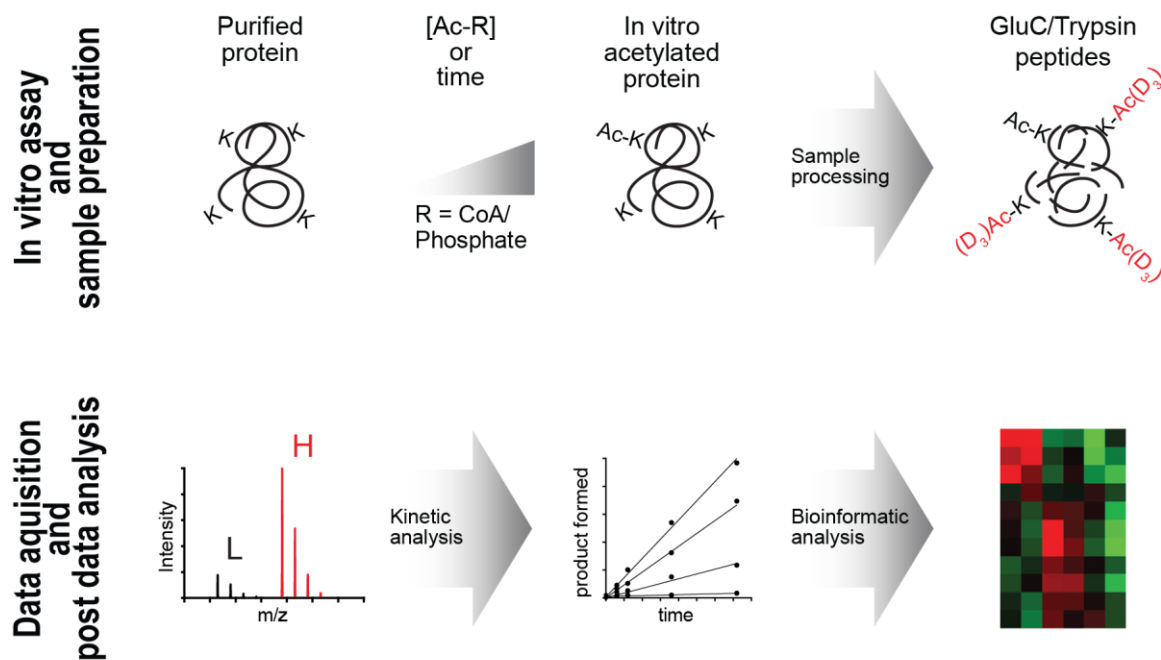 In vitro assay
and
sample preparation
Purified
protein
K
K
K
K
[Ac-R]
or
time
R = CoA/
Phosphate
In vitro
acetylated
protein
Ac-K
K
K
K
Sample
processing
GluC/Trypsin
peptides
Ac-K
K-Ac(D₃)
(D₃)Ac-K
K-Ac(D₃)
Data aquisition
and
post data analysis
Intensity
L
H
m/z
Kinetic
analysis
product formed
time
Bioinformatic
analysis